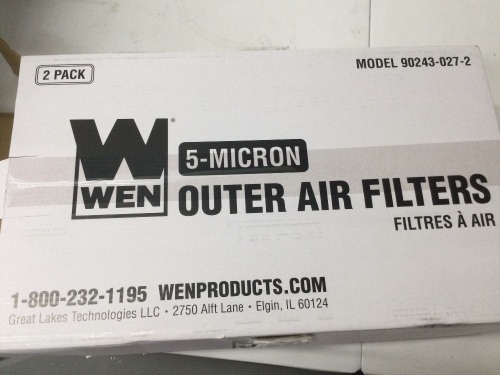 2 PACK
MODEL 90243-027-2
W
WEN
®
5-MICRON
OUTER AIR FILTERS
FILTRES À AIR
1-800-232-1195 WENPRODUCTS.COM
Great Lakes Technologies LLC • 2750 Alft Lane • Elgin, IL 60124